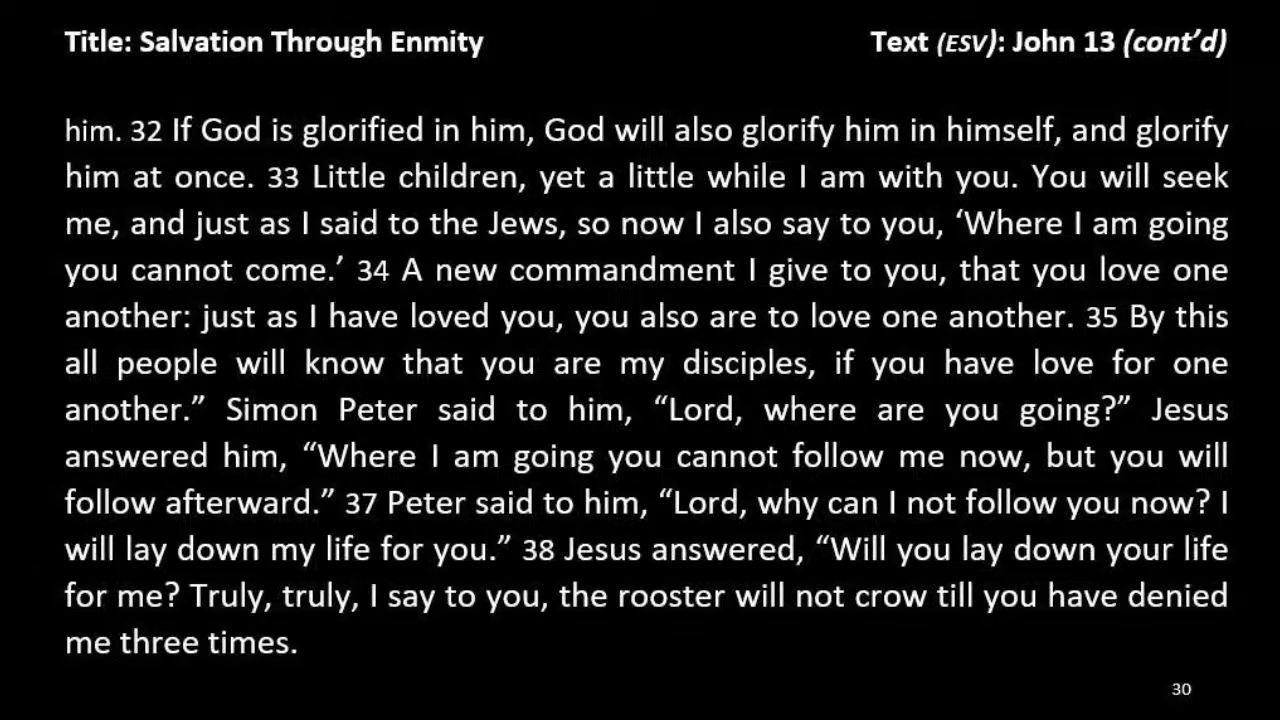 Title: Salvation Through Enmity Text (ESV): John 13 (cont’d)
him. 32 If God is glorified in him, God will also glorify him in himself, and glorify
him at once. 33 Little children, yet a little while I am with you. You will seek
me, and just as I said to the Jews, so now I also say to you, ‘Where I am going
you cannot come.’ 34 A new commandment I give to you, that you love one
another: just as I have loved you, you also are to love one another. 35 By this
all people will know that you are my disciples, if you have love for one
another.” Simon Peter said to him, “Lord, where are you going?” Jesus
answered him, “Where I am going you cannot follow me now, but you will
follow afterward.” 37 Peter said to him, “Lord, why can I not follow you now? I
will lay down my life for you.” 38 Jesus answered, “Will you lay down your life
for me? Truly, truly, I say to you, the rooster will not crow till you have denied
me three times.
30